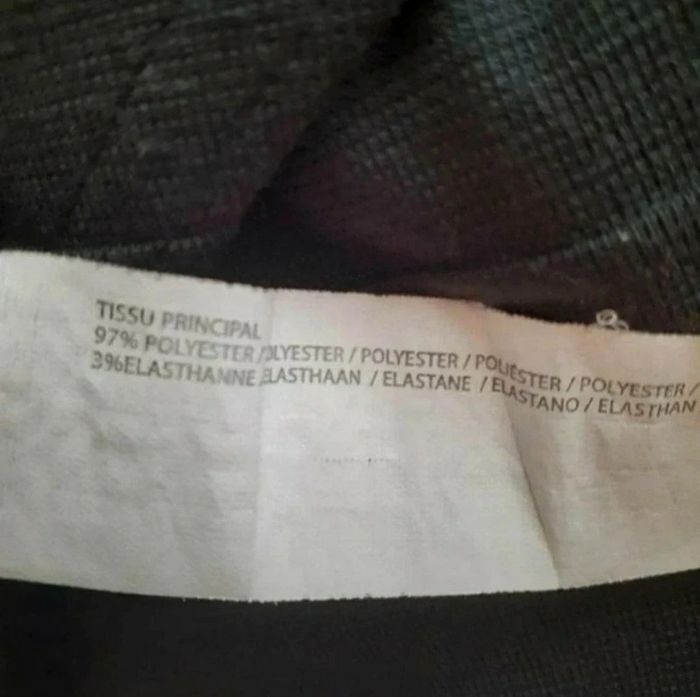 TISSU PRINCIPAL
97% POLYESTER /OLYESTER / POLYESTER / POLIÉSTER / POLYESTER /
3%ELASTHANNE ELASTHAAN / ELASTANE / ELASTANO / ELASTHAN